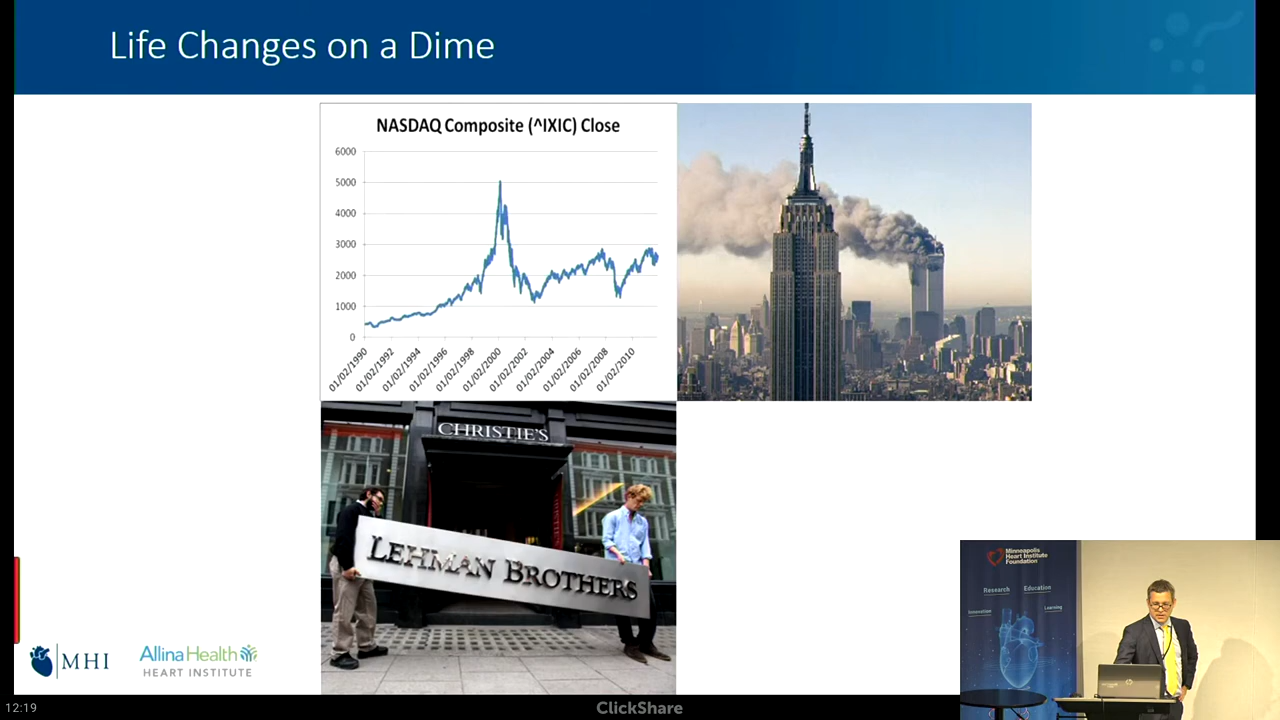 Life Changes on a Dime
NASDAQ Composite (^IXIC) Close
6000
5000
4000
3000
2000
1000
0
01/02/1990
01/02/1992
01/02/1994
01/02/1996
01/02/1998
01/02/2000
01/02/2002
01/02/2004
01/02/2006
01/02/2008
01/02/2010
CHRISTIE'S
LEHMAN BROTHERS
MHI
Allina Health
HEART INSTITUTE
Minneapolis
Heart Institute
Foundation
Research
Education
Innovation
Learning
12:19
ClickShare